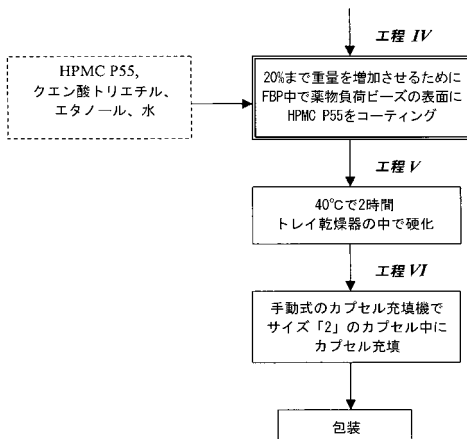 工程 IV
HPMC P55,
クエン酸トリエチル、
エタノール、水
20%まで重量を増加させるために
FBP中で薬物負荷ビーズの表面に
HPMC P55をコーティング
工程 V
40℃で2時間
トレイ乾燥器の中で硬化
工程 VI
手動式のカプセル充填機で
サイズ「2」のカプセル中に
カプセル充填
包装